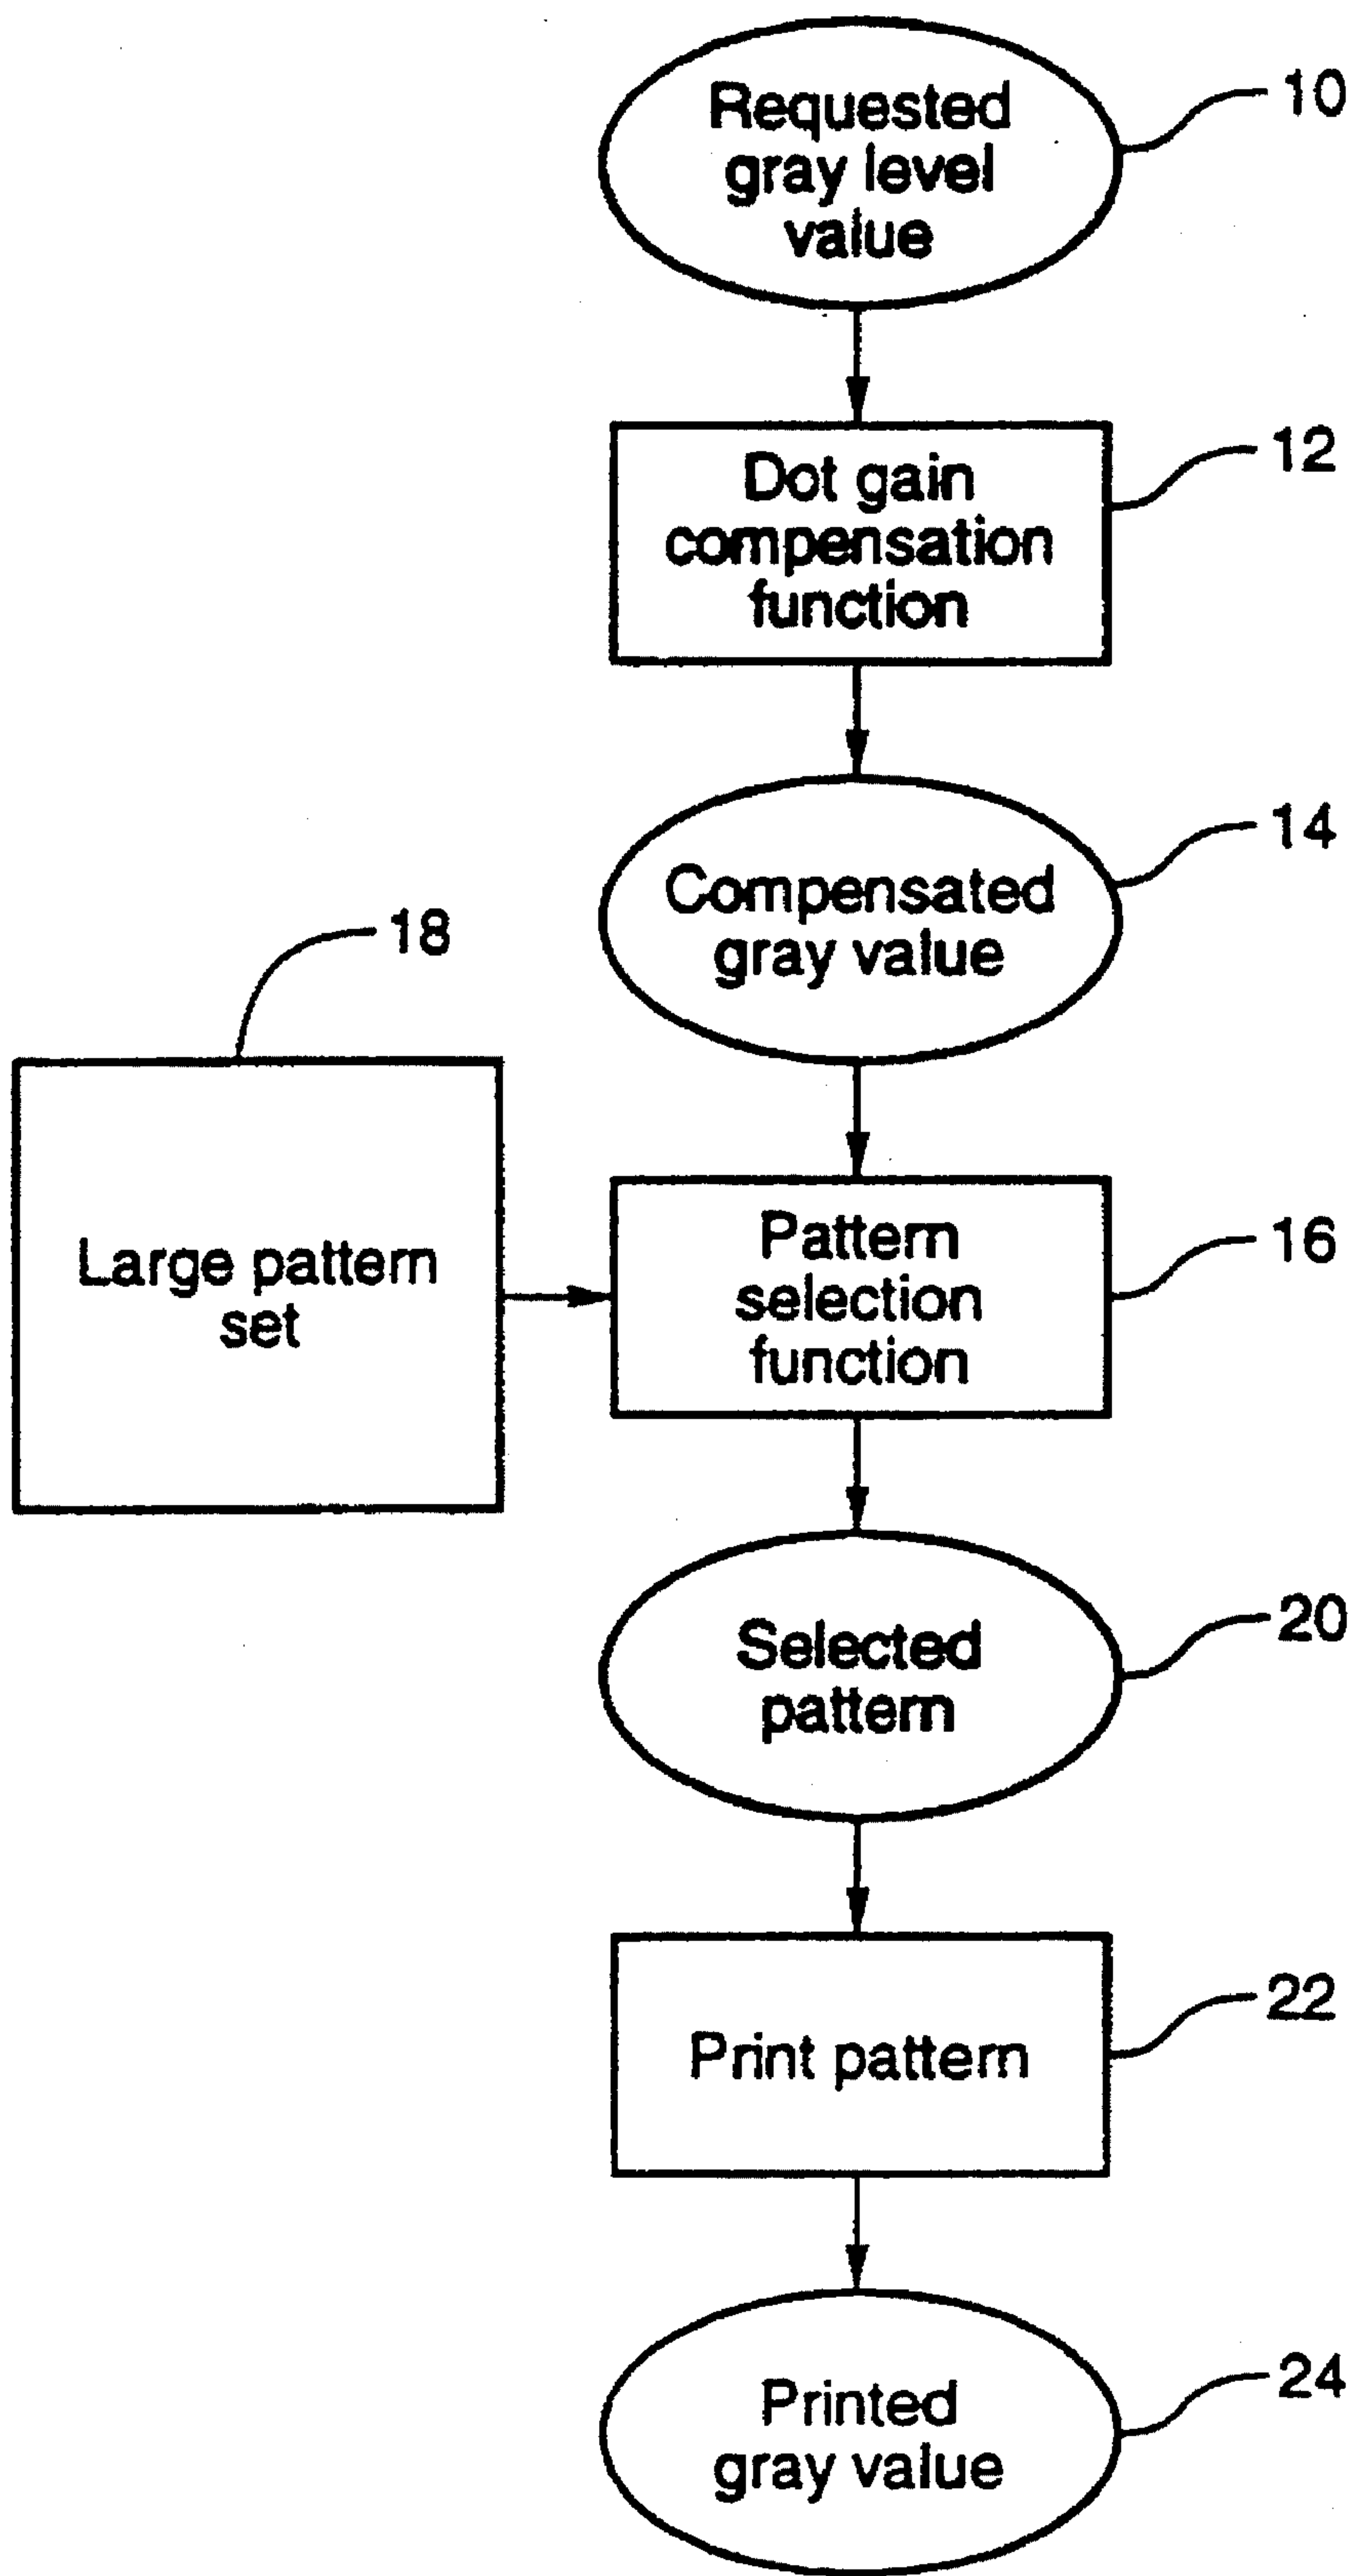 Requested
gray level
value
10
Dot gain
compensation
function
12
Compensated
gray value
14
18
Large pattern
set
Pattern
selection
function
16
Selected
pattern
20
Print pattern
22
Printed
gray value
24